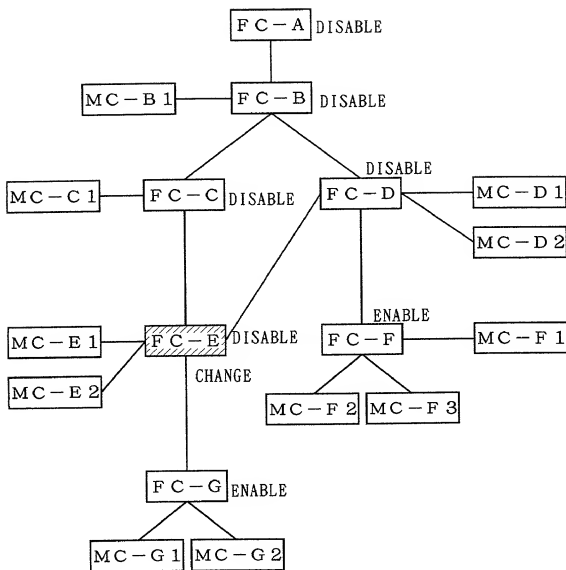 FC-A DISABLE
MC-B1 FC-B DISABLE
DISABLE
MC-C1 FC-C DISABLE FC-D MC-D1
MC-D2
ENABLE
MC-E1 FC-E DISABLE FC-F MC-F1
CHANGE
MC-E2 MC-F2 MC-F3
FC-G ENABLE
MC-G1 MC-G2